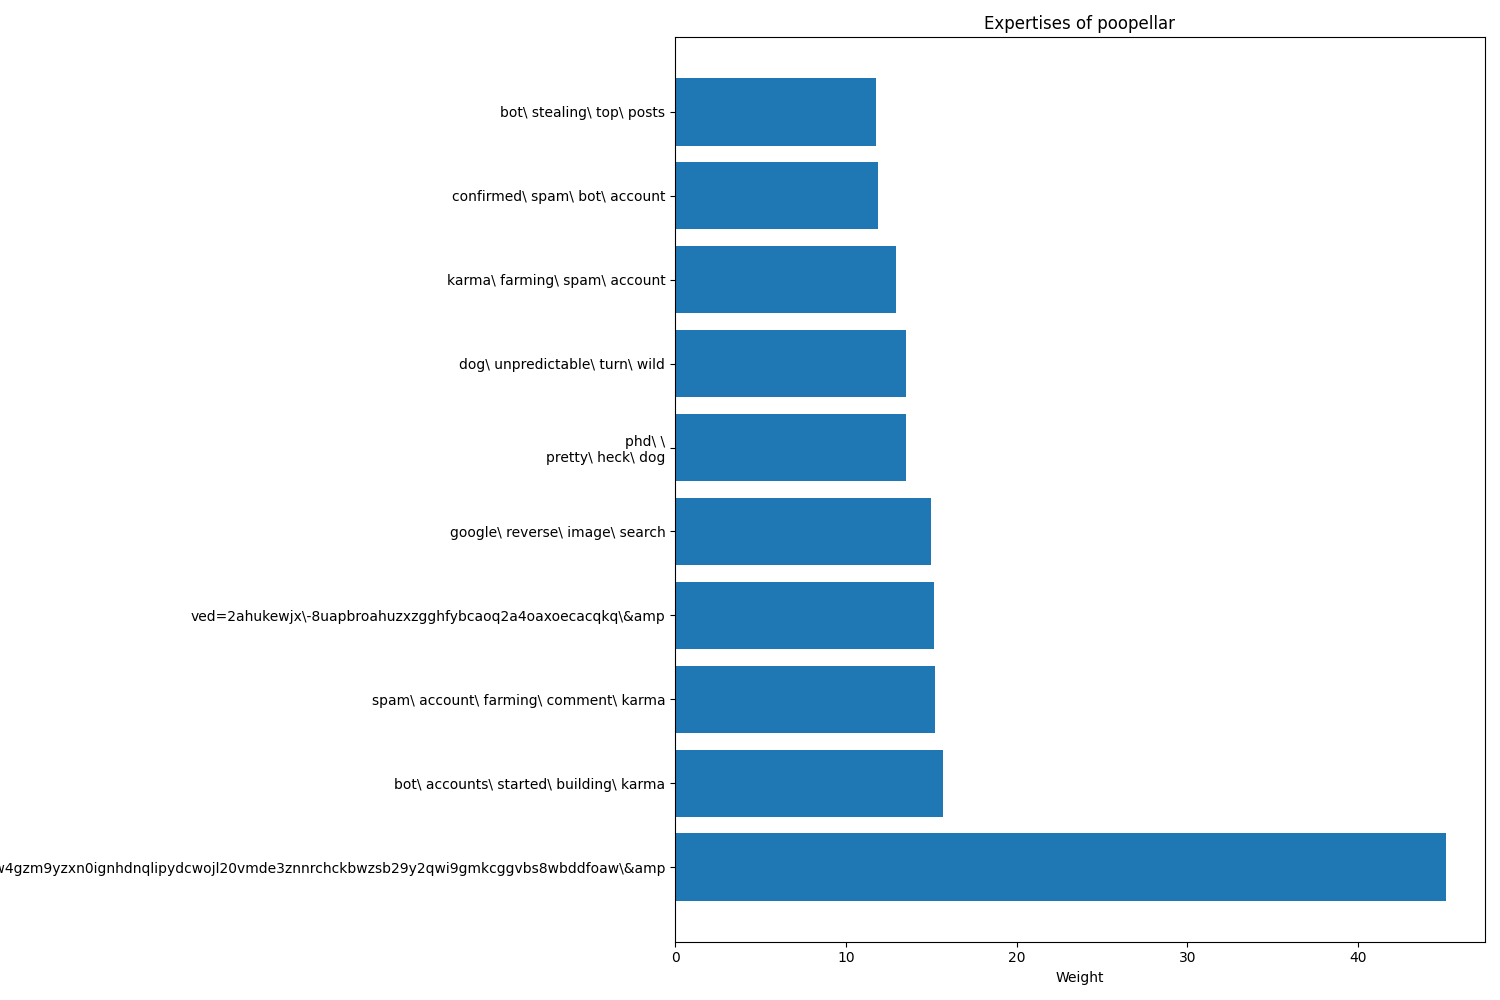 Expertises of poopellar
bot\ stealing\ top\ posts
confirmed\ spam\ bot\ account
karma\ farming\ spam\ account
dog\ unpredictable\ turn\ wild
phd\ \
pretty\ heck\ dog
google\ reverse\ image\ search
ved=2ahukewjx\-8uapbroahuzxzgghfybcaoq2a4oaxoecacqkq\&amp
spam\ account\ farming\ comment\ karma
bot\ accounts\ started\ building\ karma
w4gzm9yzxn0ignhdnqlipydcwojl20vmde3znnrchckbwzsb29y2qwi9gmkcggvbs8wbddfoaw\&amp
0 10 20 30 40
Weight